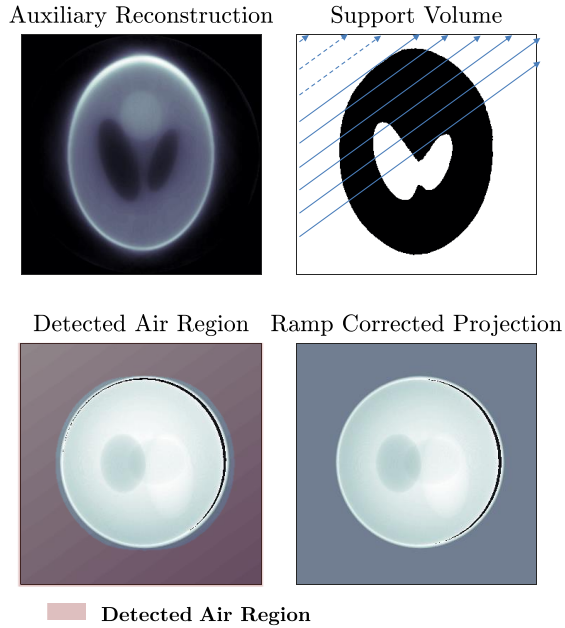 Auxiliary Reconstruction
Support Volume
Detected Air Region
Ramp Corrected Projection
Detected Air Region